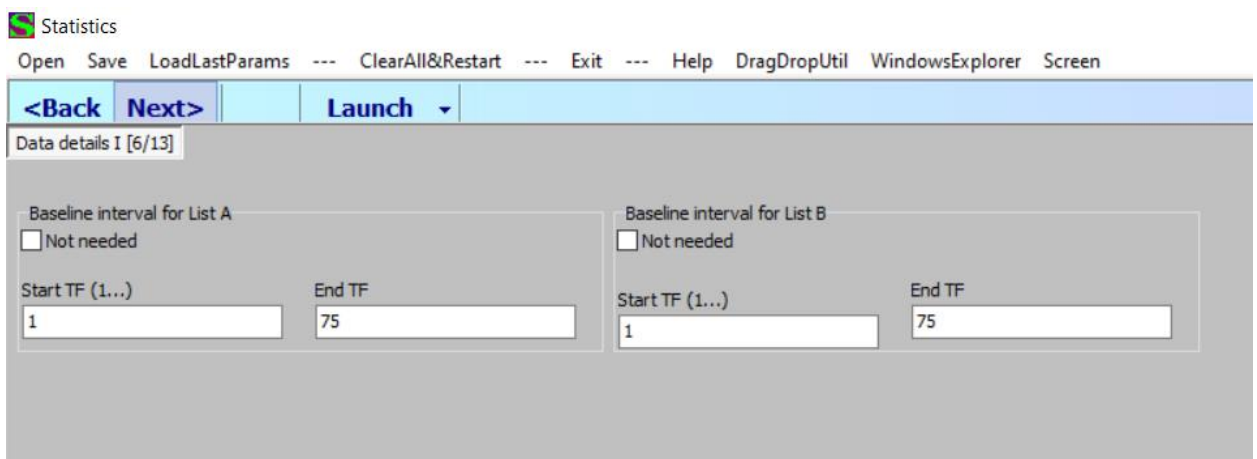 Statistics
Open Save LoadLastParams --- ClearAll&Restart --- Exit --- Help DragDropUtil WindowsExplorer Screen
<Back Next> Launch
Data details I [6/13]
Baseline interval for List A
Not needed
Start TF (1...) End TF
1 75
Baseline interval for List B
Not needed
Start TF (1...) End TF
1 75